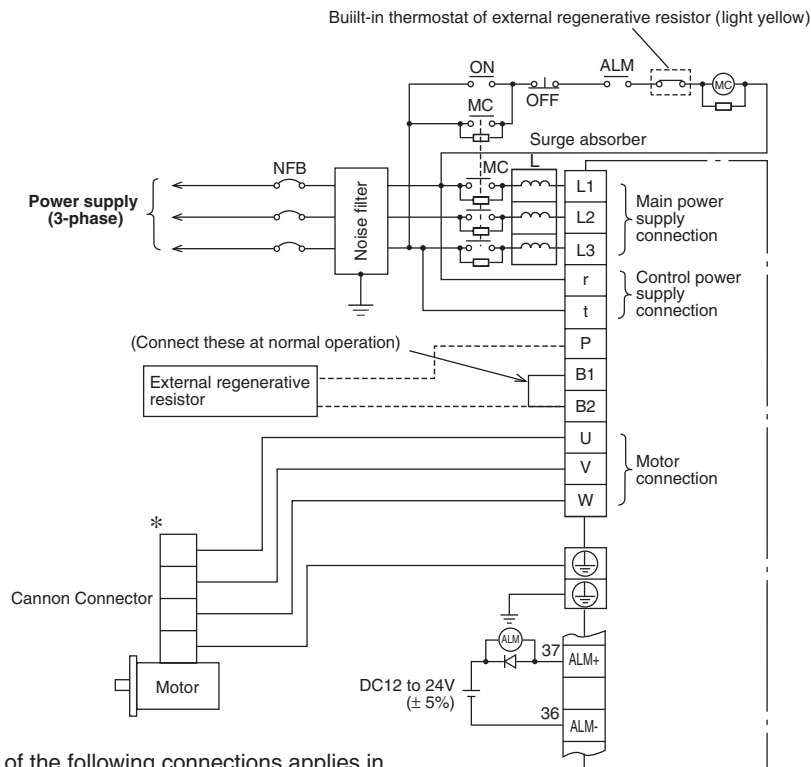 Buiilt-in thermostat of external regenerative resistor (light yellow)
ON
ALM
MC
OFF
MC
Surge absorber
L
NFB
MC
Noise filter
L1
Power supply
(3-phase)
L2
Main power
supply
connection
L3
r
Control power
supply
connection
t
(Connect these at normal operation)
P
External regenerative
resistor
B1
B2
U
V
Motor
connection
W
*
Cannon Connector
ALM
37
ALM+
Motor
DC12 to 24V
(± 5%)
36
ALM-
of the following connections applies in